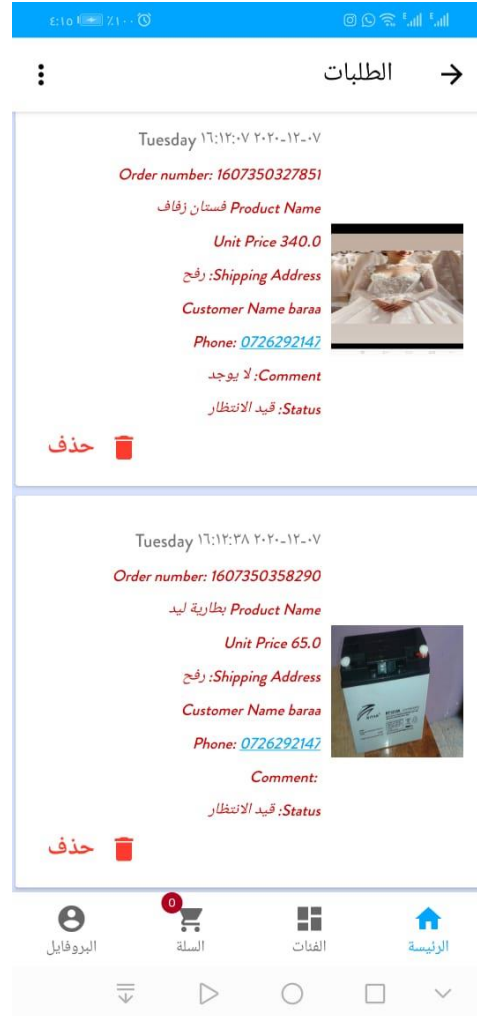 ٤:١٥ ٪١٠٠
الطلبات
Tuesday ١٦:١٢:٠٧ ٢٠٢٠-١٢-٠٧
Order number: 1607350327851
Product Name فستان زفاف
Unit Price 340.0
Shipping Address: رفح
Customer Name baraa
Phone: 0726292147
Comment: لا يوجد
Status: قيد الانتظار
حذف
Tuesday ١٦:١٢:٣٨ ٢٠٢٠-١٢-٠٧
Order number: 1607350358290
Product Name بطارية ليد
Unit Price 65.0
Shipping Address: رفح
Customer Name baraa
Phone: 0726292147
Comment:
Status: قيد الانتظار
حذف
0
الرئيسة
الفئات
السلة
البروفايل